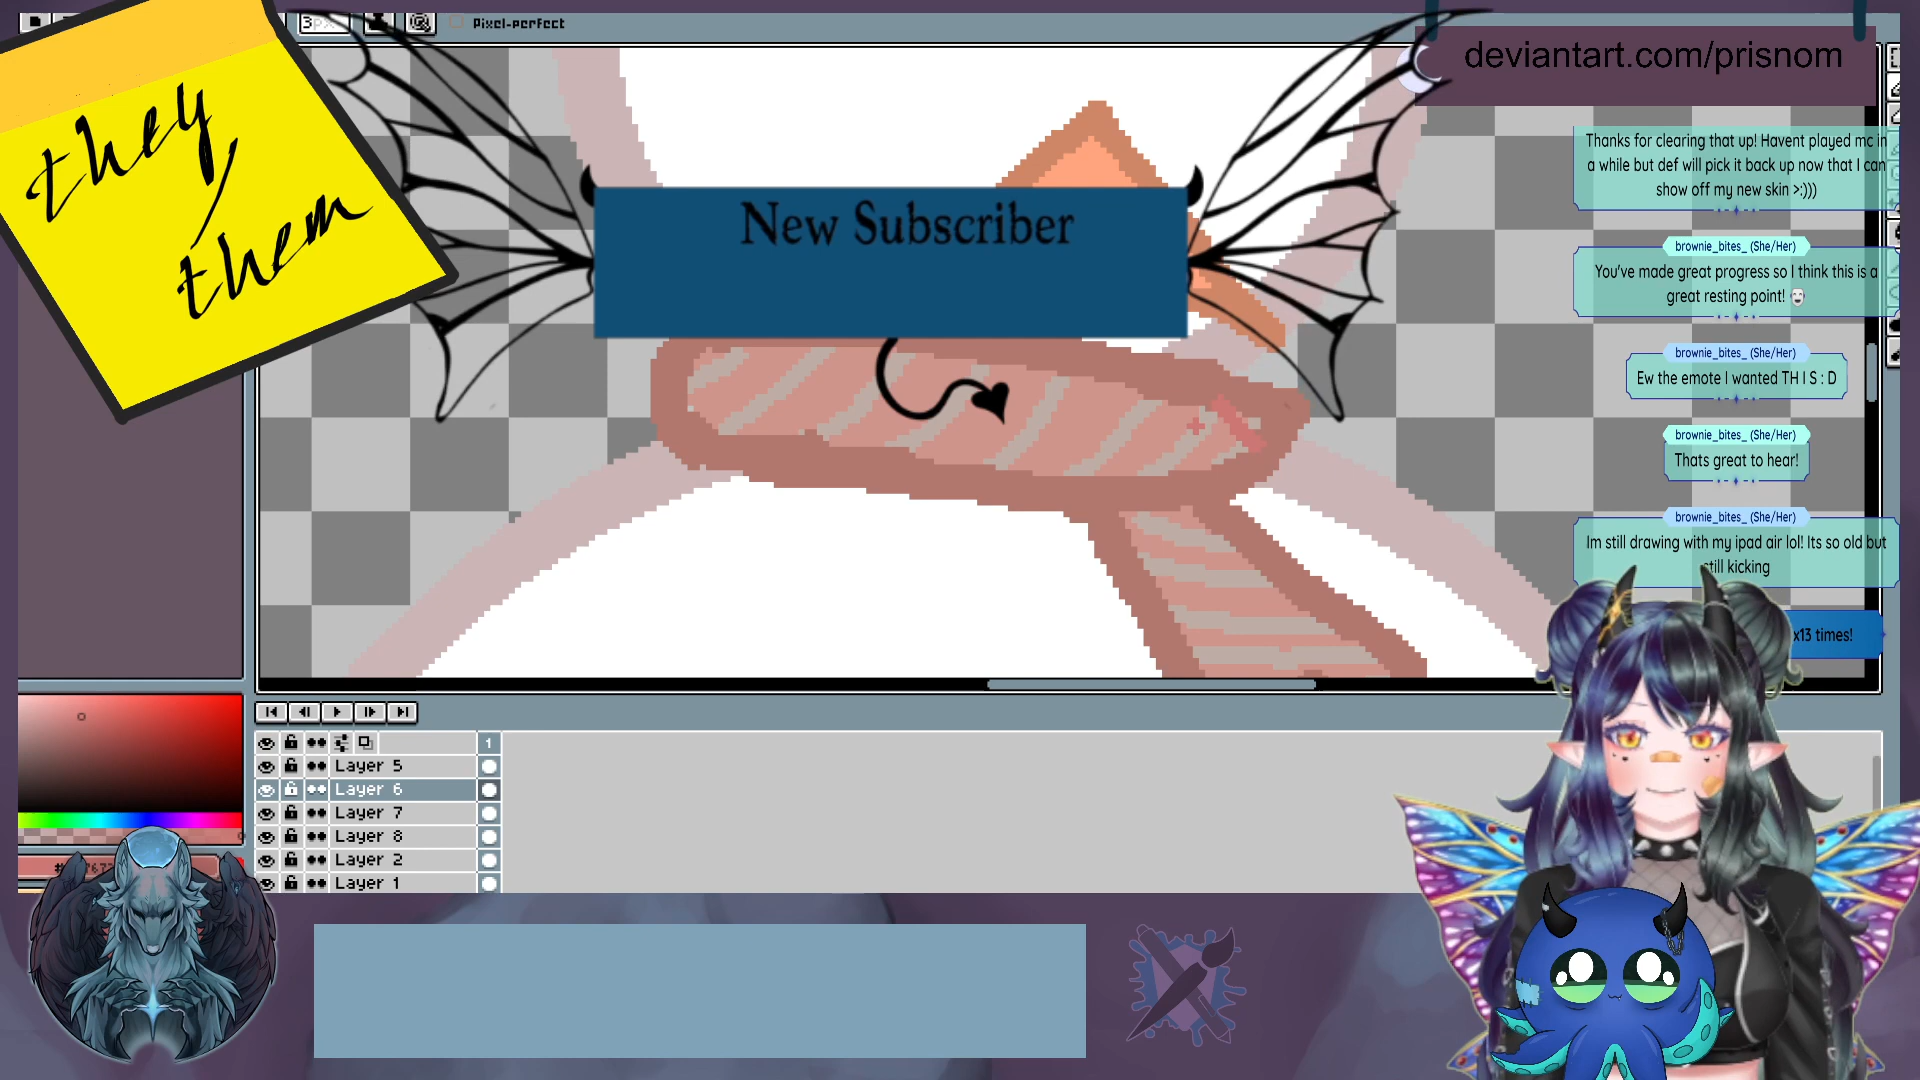 3px
Pixel-perfect
they
/
them
New Subscriber
deviantart.com/prisnom
Thanks for clearing that up! Havent played mc in
a while but def will pick it back up now that I can
show off my new skin >:)))
brownie_bites_ (She/Her)
You've made great progress so I think this is a
great resting point!
brownie_bites_ (She/Her)
Ew the emote I wanted TH I S : D
brownie_bites_ (She/Her)
Thats great to hear!
brownie_bites_ (She/Her)
Im still drawing with my ipad air lol! Its so old but
still kicking
x13 times!
1
Layer 5
Layer 6
Layer 7
Layer 8
Layer 2
Layer 1